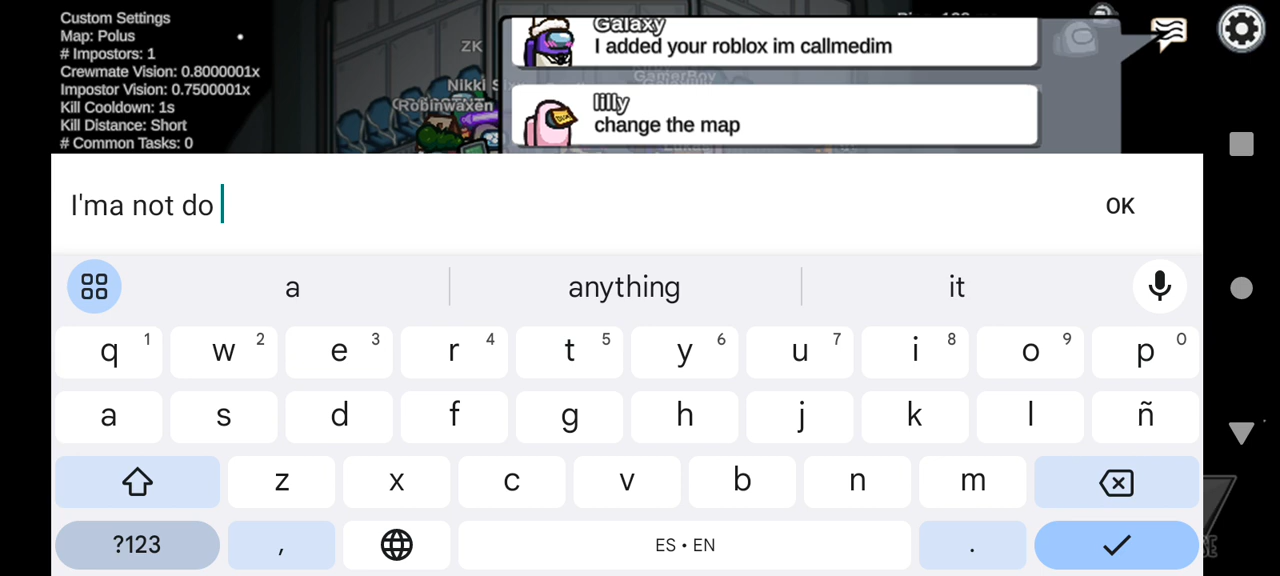 Custom Settings
Map: Polus
# Impostors: 1
Crewmate Vision: 0.8000001x
Impostor Vision: 0.7500001x
Kill Cooldown: 1s
Kill Distance: Short
# Common Tasks: 0
ZK
Nikki
Robinwaxen
Galaxy
I added your roblox im callmedim
GamerBoy
lilly
change the map
I'ma not do
OK
a anything it
q 1 w 2 e 3 r 4 t 5 y 6 u 7 i 8 o 9 p 0
a s d f g h j k l ñ
z x c v b n m
?123 , ES • EN .